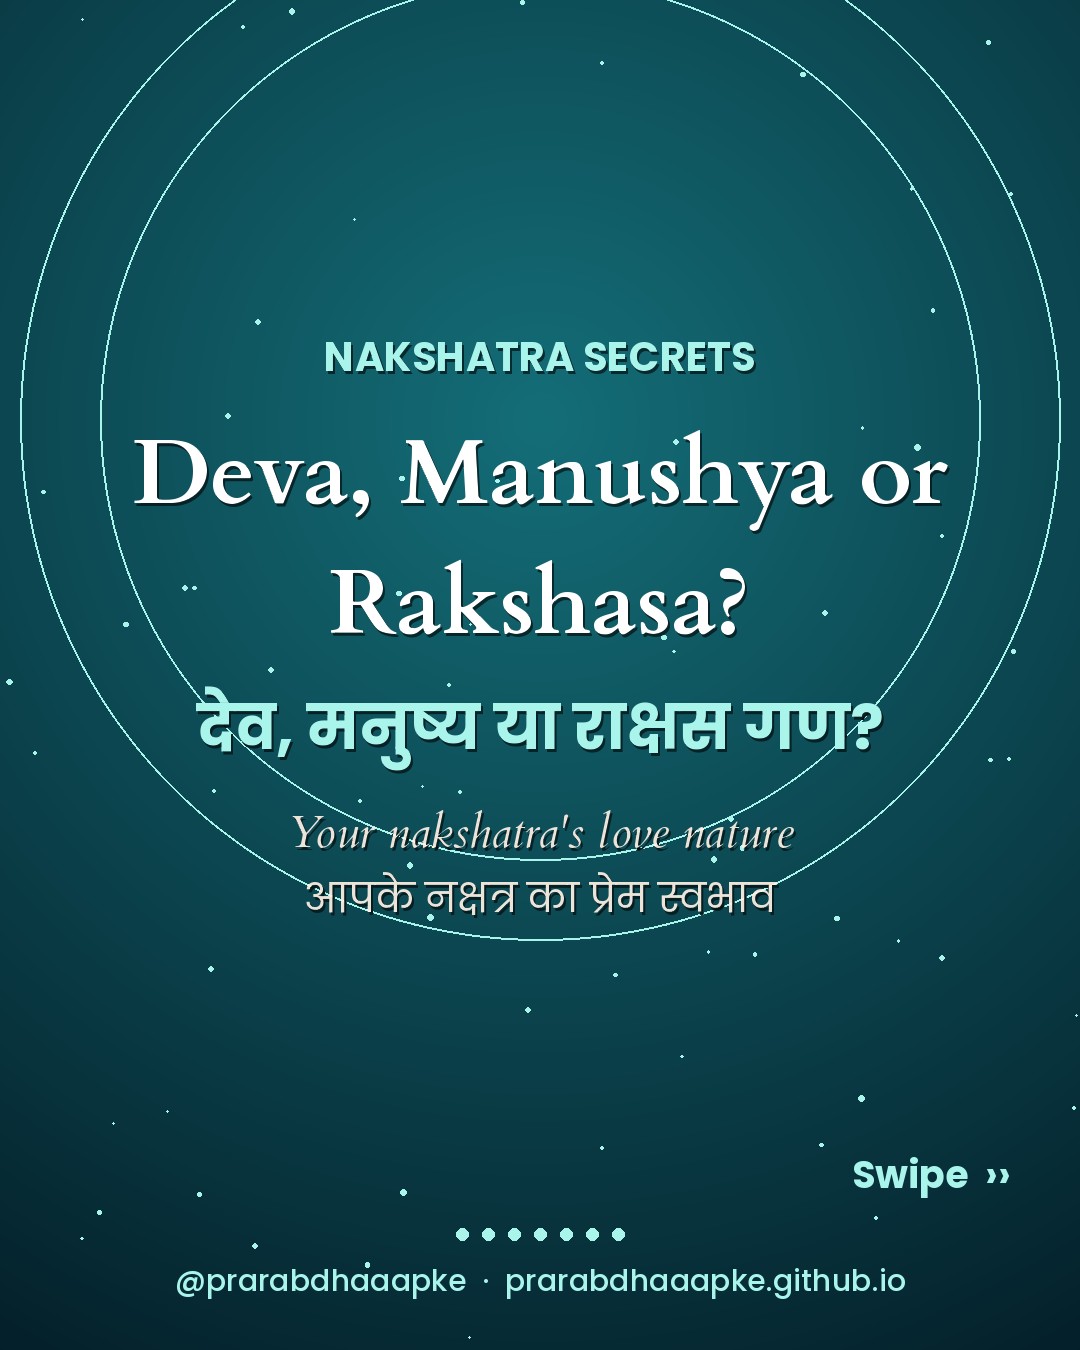 NAKSHATRA SECRETS
Deva, Manushya or
Rakshasa?
देव, मनुष्य या राक्षस गण?
Your nakshatra's love nature
आपके नक्षत्र का प्रेम स्वभाव
Swipe ››
@prarabdhaaapke · prarabdhaaapke.github.io